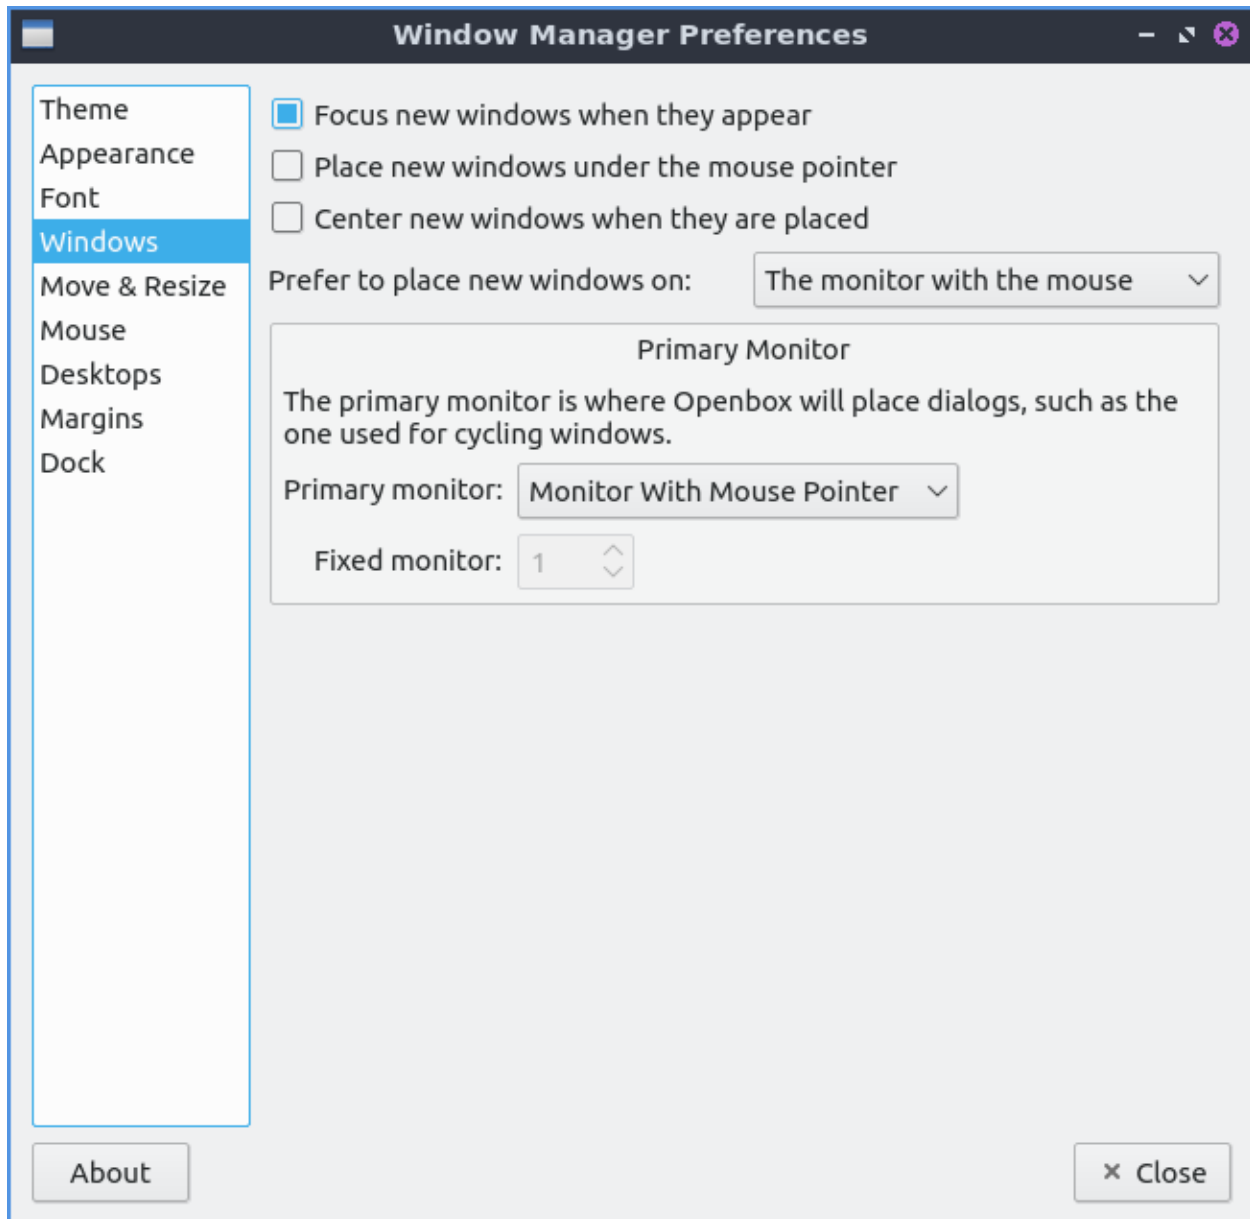 Window Manager Preferences
Theme
Appearance
Font
Windows
Move & Resize
Mouse
Desktops
Margins
Dock
Focus new windows when they appear
Place new windows under the mouse pointer
Center new windows when they are placed
Prefer to place new windows on: The monitor with the mouse
Primary Monitor
The primary monitor is where Openbox will place dialogs, such as the
one used for cycling windows.
Primary monitor: Monitor With Mouse Pointer
Fixed monitor: 1
About
Close